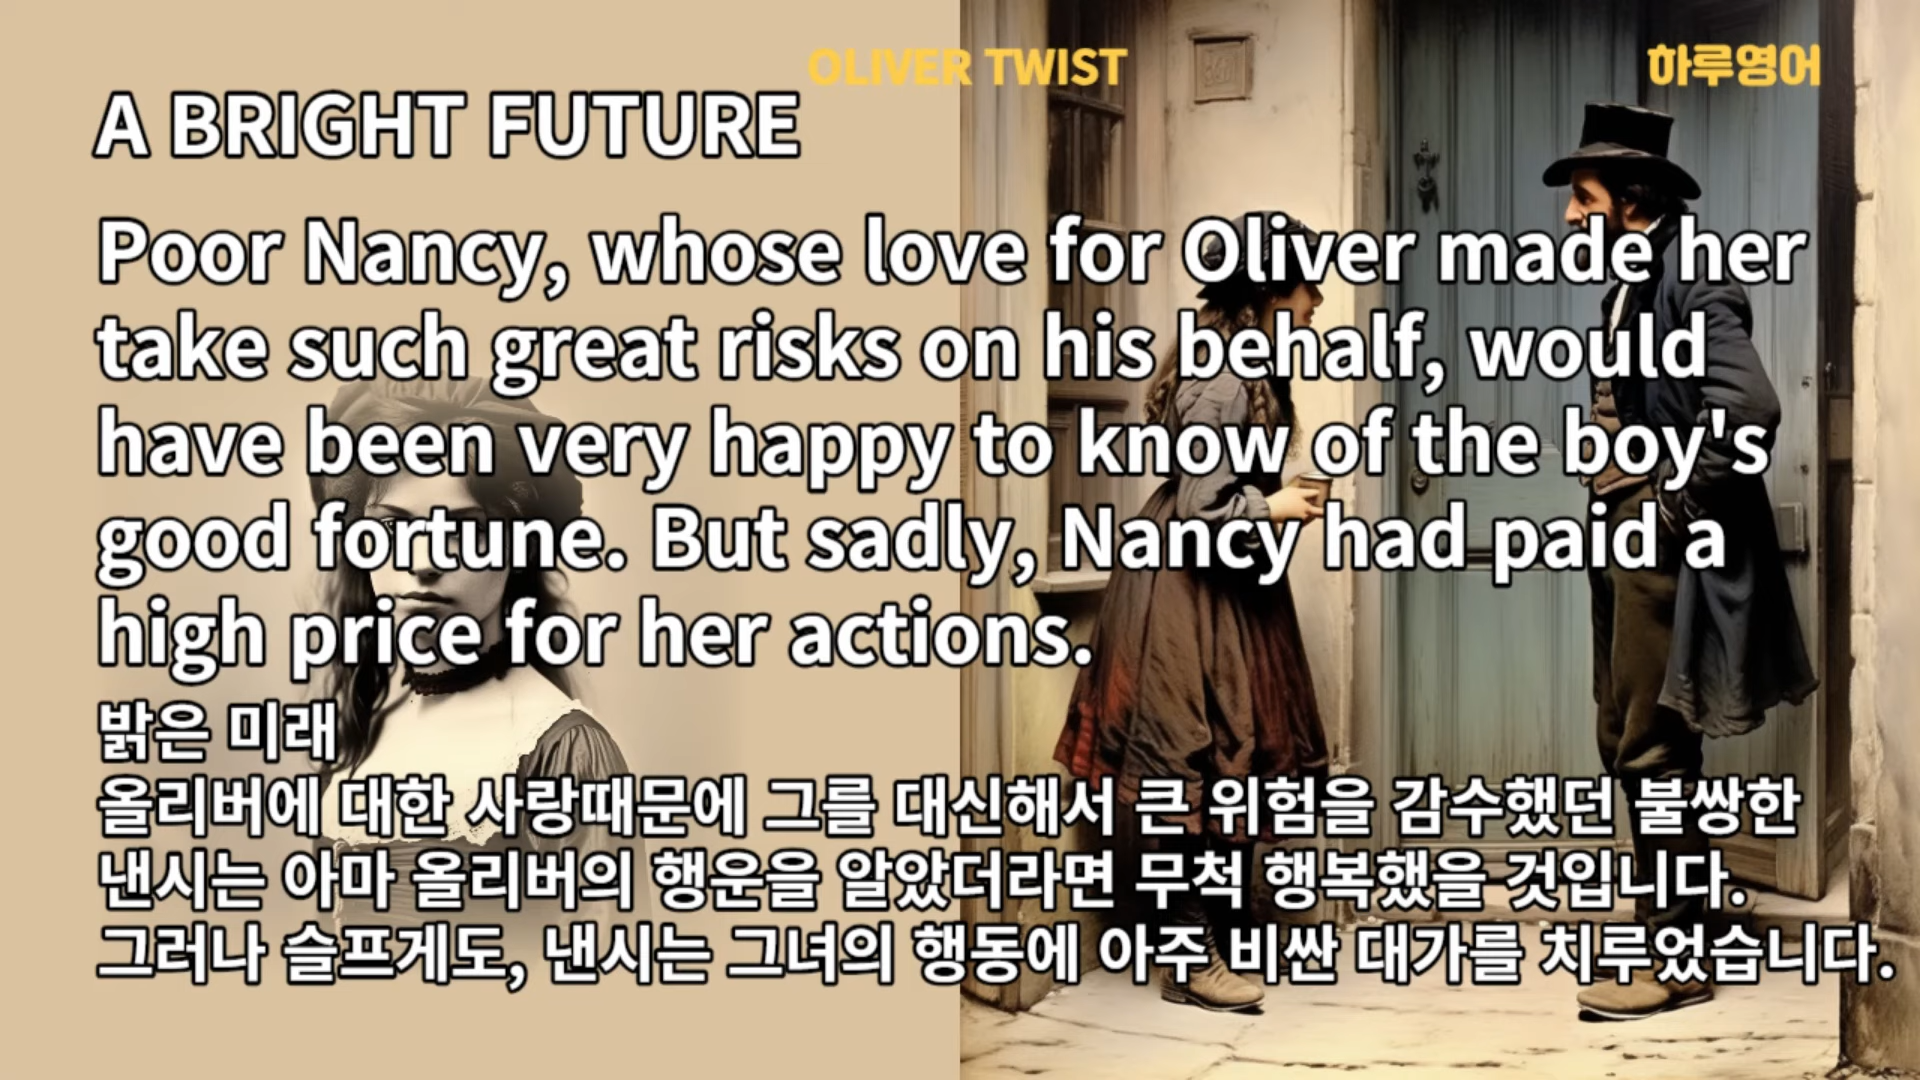 OLIVER TWIST
하루영어
A BRIGHT FUTURE
Poor Nancy, whose love for Oliver made her
take such great risks on his behalf, would
have been very happy to know of the boy's
good fortune. But sadly, Nancy had paid a
high price for her actions.
밝은 미래
올리버에 대한 사랑때문에 그를 대신해서 큰 위험을 감수했던 불쌍한
낸시는 아마 올리버의 행운을 알았더라면 무척 행복했을 것입니다.
그러나 슬프게도, 낸시는 그녀의 행동에 아주 비싼 대가를 치루었습니다.